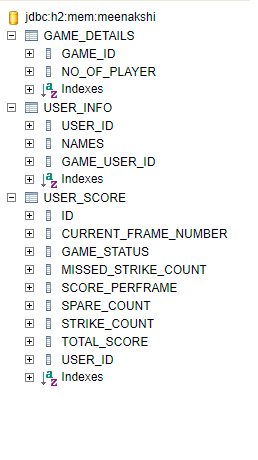 jdbc:h2:mem:meenakshi
GAME_DETAILS
GAME_ID
NO_OF_PLAYER
Indexes
USER_INFO
USER_ID
NAMES
GAME_USER_ID
Indexes
USER_SCORE
ID
CURRENT_FRAME_NUMBER
GAME_STATUS
MISSED_STRIKE_COUNT
SCORE_PERFRAME
SPARE_COUNT
STRIKE_COUNT
TOTAL_SCORE
USER_ID
Indexes